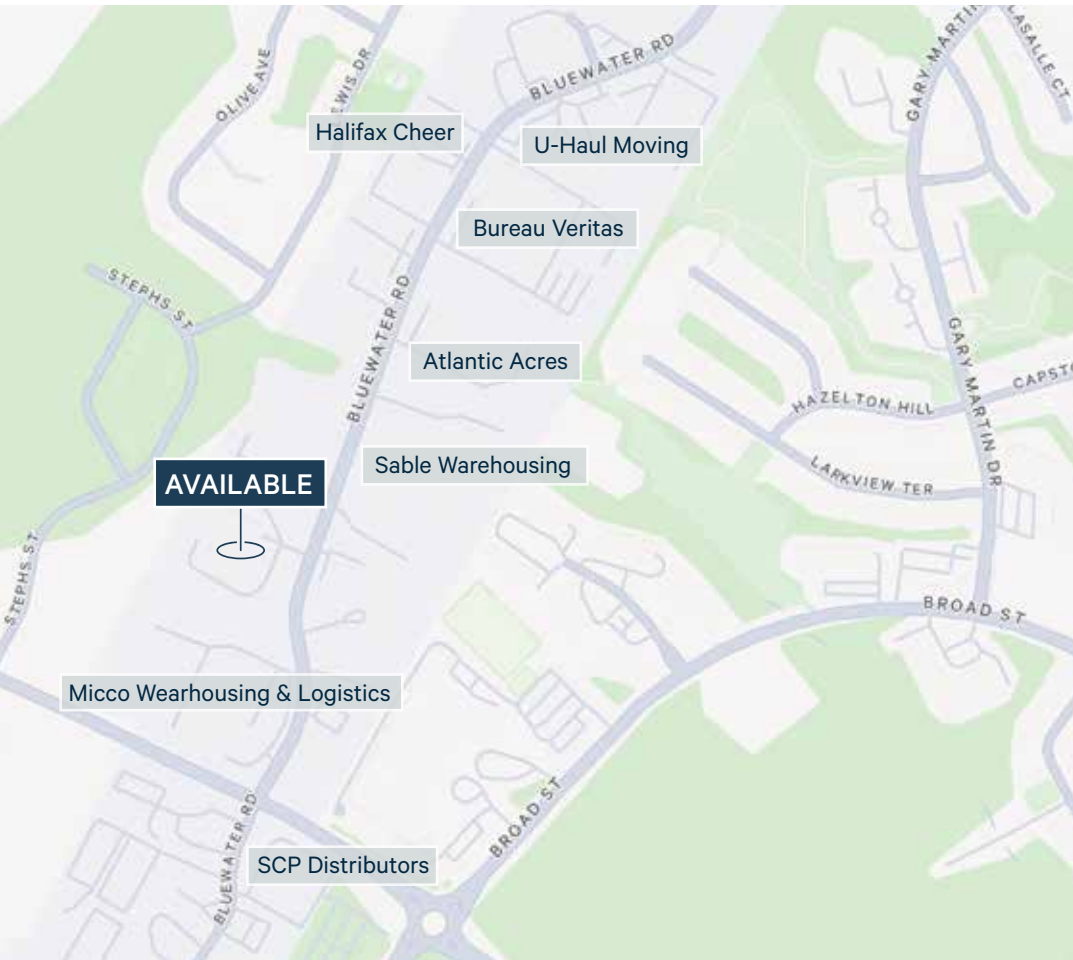 GARY MARTIN
LASALLE CT
OLIVE AVE
EWIS DR
BLUEWATER RD
Halifax Cheer
U-Haul Moving
Bureau Veritas
STEPHS ST
BLUEWATER RD
Atlantic Acres
GARY MARTIN DR
CAPSTO
HAZELTON HILL
Sable Warehousing
LARKVIEW TER
AVAILABLE
STEPHS ST
BROAD ST
Micco Wearhousing & Logistics
BROAD ST
BLUEWATER RD
SCP Distributors